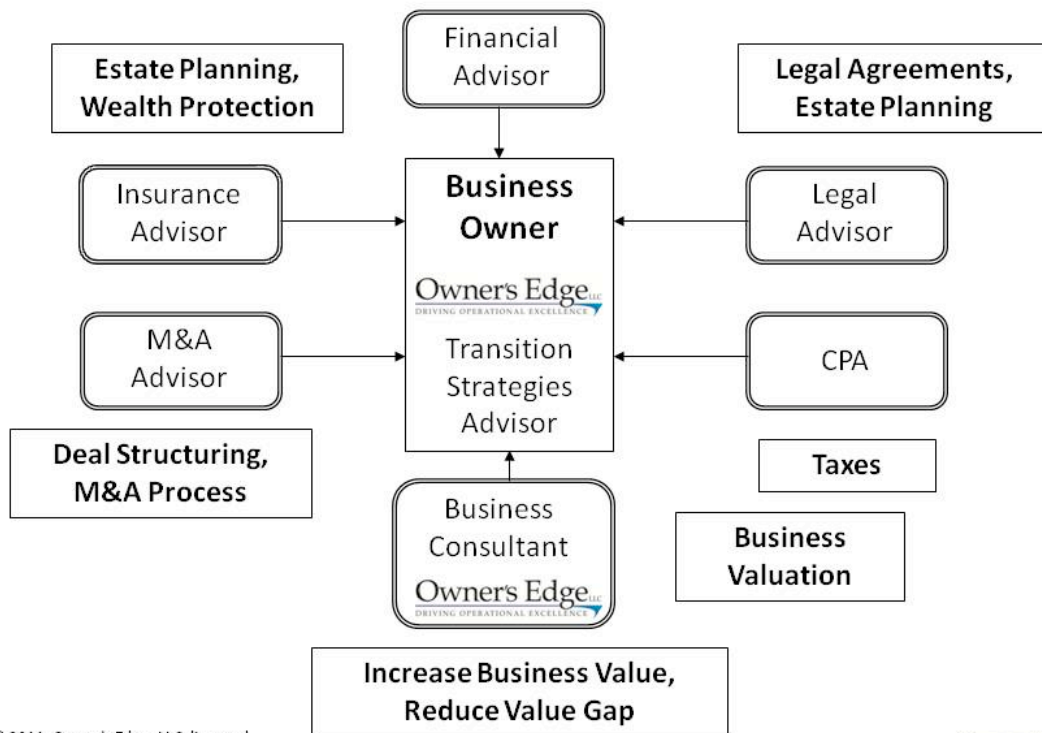 Financial
Advisor
Estate Planning,
Wealth Protection
Legal Agreements,
Estate Planning
Insurance
Advisor
Business
Owner
Legal
Advisor
Owner's Edge LLC
DRIVING OPERATIONAL EXCELLENCE
M&A
Advisor
Transition
Strategies
Advisor
CPA
Deal Structuring,
M&A Process
Taxes
Business
Consultant
Owner's Edge LLC
DRIVING OPERATIONAL EXCELLENCE
Business
Valuation
Increase Business Value,
Reduce Value Gap